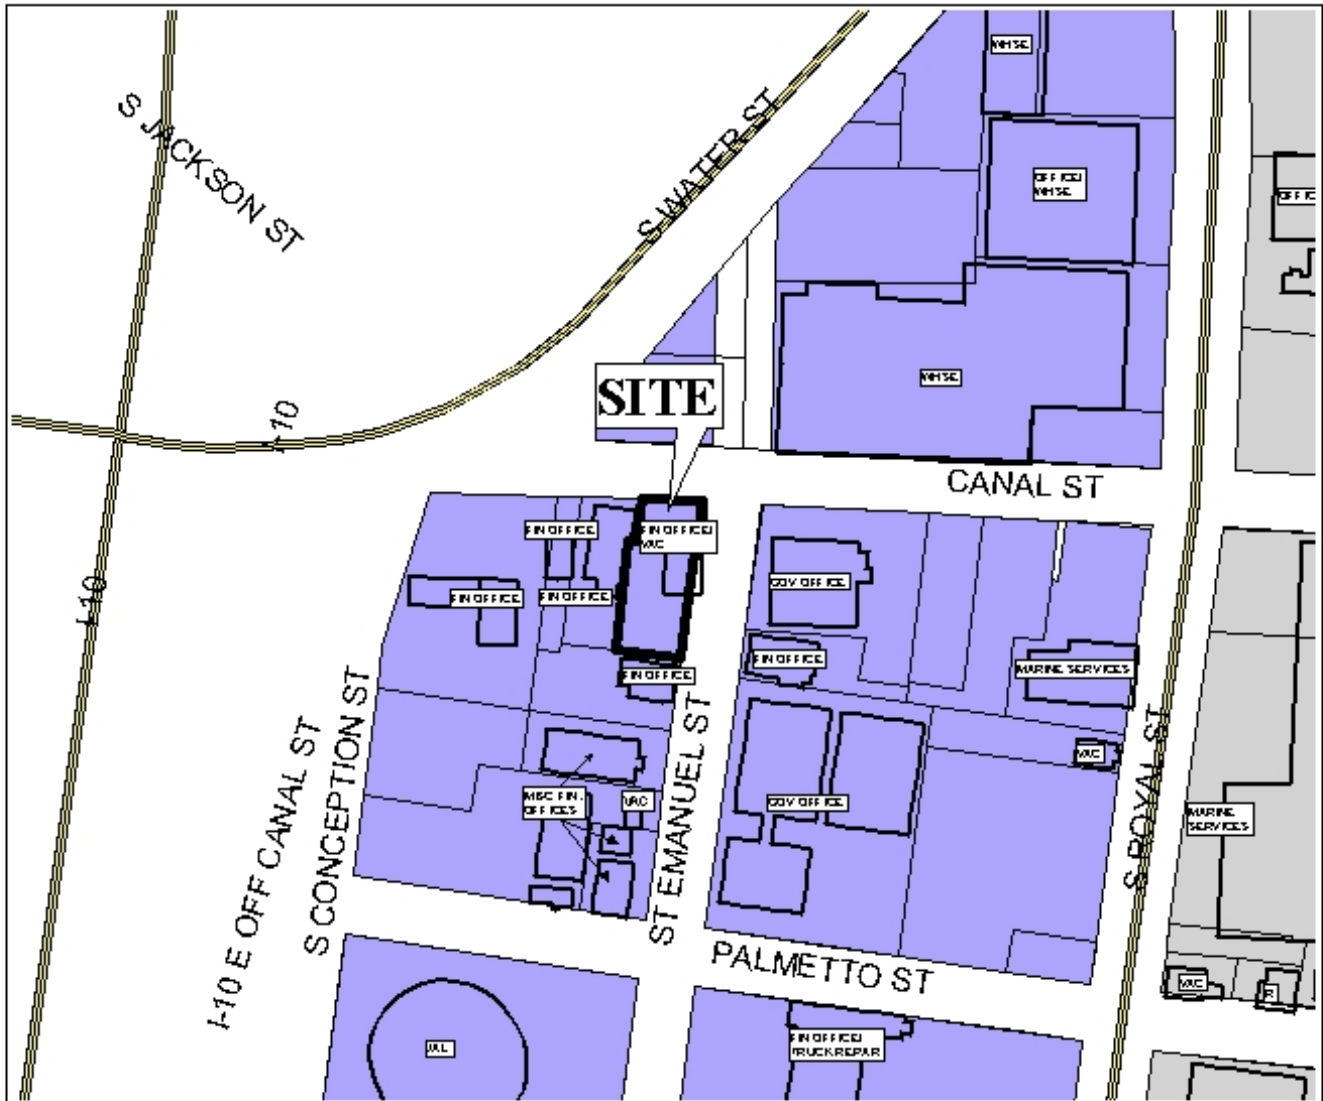 WHSE
S JACKSON ST
S WATER ST
OFFICE/
WHSE
OFFIC
WHSE
SITE
I-10
CANAL ST
FIN OFFICE
FIN OFFICE/
VAC
GOV OFFICE
I-10
FIN OFFICE
FIN OFFICE
FIN OFFICE
FIN OFFICE
MARINE SERVICES
S CONCEPTION ST
ST EMANUEL ST
S ROYAL ST
I-10 E OFF CANAL ST
VAC
MISC FIN.
OFFICES
GOV OFFICE
MARINE
SERVICES
PALMETTO ST
VAC
R
JAIL
FIN OFFICE/
TRUCK REPAIR